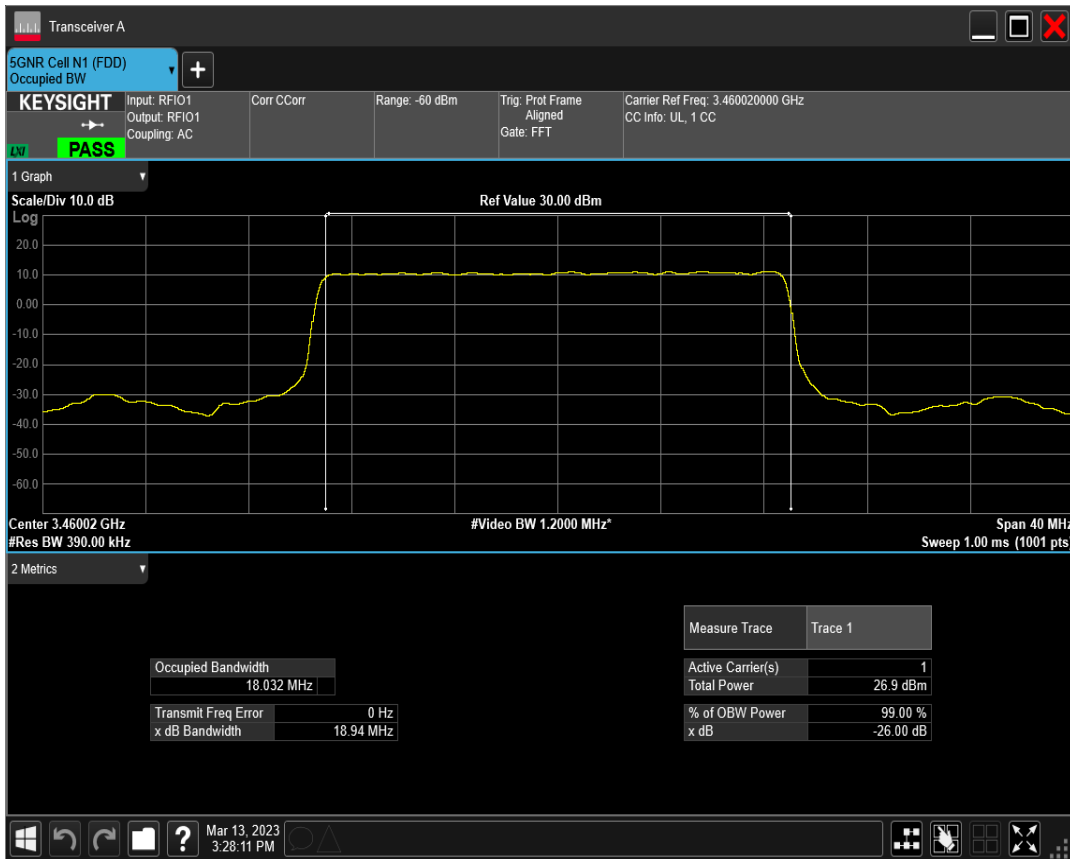 Transceiver A
5GNR Cell N1 (FDD)
Occupied BW
+
KEYSIGHT
LXI
PASS
Input: RFIO1
Output: RFIO1
Coupling: AC
Corr CCorr
Range: -60 dBm
Trig: Prot Frame
Aligned
Gate: FFT
Carrier Ref Freq: 3.460020000 GHz
CC Info: UL, 1 CC
1 Graph
Scale/Div 10.0 dB
Ref Value 30.00 dBm
Log
20.0
10.0
0.00
-10.0
-20.0
-30.0
-40.0
-50.0
-60.0
Center 3.46002 GHz
#Video BW 1.2000 MHz*
Span 40 MHz
#Res BW 390.00 kHz
Sweep 1.00 ms (1001 pts)
2 Metrics
Measure Trace Trace 1
Occupied Bandwidth
18.032 MHz
Transmit Freq Error 0 Hz
x dB Bandwidth 18.94 MHz
Active Carrier(s) 1
Total Power 26.9 dBm
% of OBW Power 99.00 %
x dB -26.00 dB
?
Mar 13, 2023
3:28:11 PM